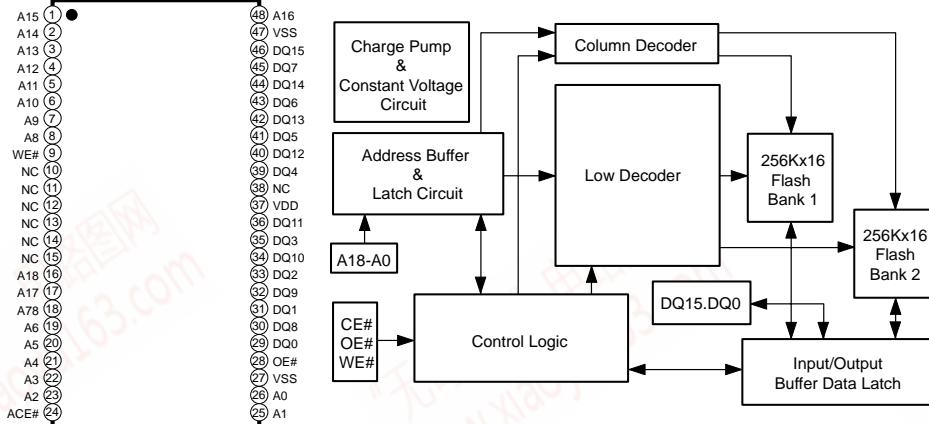 A15 1
A14 2
A13 3
A12 4
A11 5
A10 6
A9 7
A8 8
WE# 9
NC 10
NC 11
NC 12
NC 13
NC 14
NC 15
A18 16
A17 17
A78 18
A6 19
A5 20
A4 21
A3 22
A2 23
ACE# 24
48 A16
47 VSS
46 DQ15
45 DQ7
44 DQ14
43 DQ6
42 DQ13
41 DQ5
40 DQ12
39 DQ4
38 NC
37 VDD
36 DQ11
35 DQ3
34 DQ10
33 DQ2
32 DQ9
31 DQ1
30 DQ8
29 DQ0
28 OE#
27 VSS
26 A0
25 A1
Charge Pump
&
Constant Voltage
Circuit
Column Decoder
Address Buffer
&
Latch Circuit
Low Decoder
256Kx16
Flash
Bank 1
256Kx16
Flash
Bank 2
A18-A0
DQ15.DQ0
CE#
OE#
WE#
Control Logic
Input/Output
Buffer Data Latch